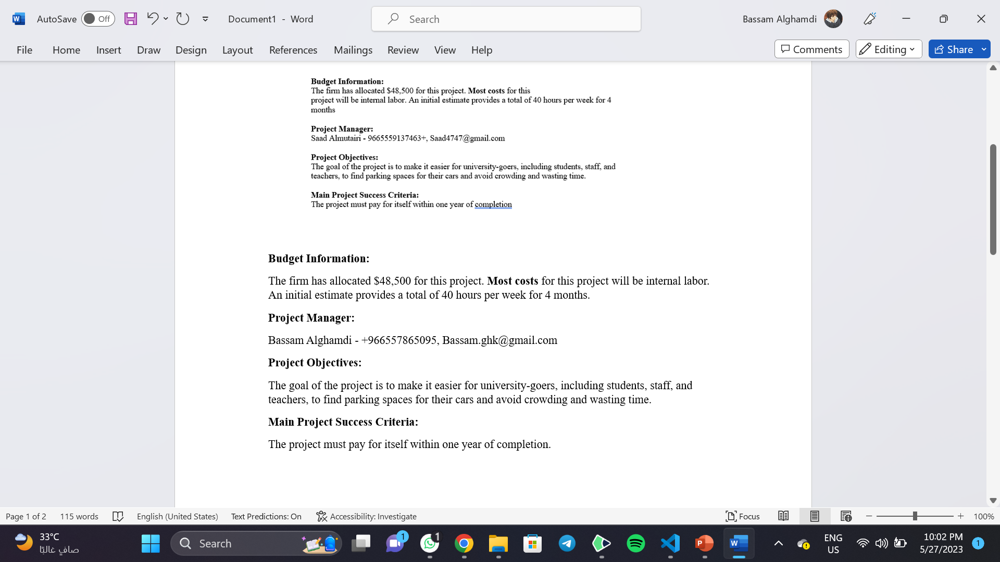 AutoSave Off Document1 - Word Search Bassam Alghamdi
File Home Insert Draw Design Layout References Mailings Review View Help Comments Editing Share
Budget Information:
The firm has allocated $48,500 for this project. Most costs for this
project will be internal labor. An initial estimate provides a total of 40 hours per week for 4
months
Project Manager:
Saad Almutairi - 9665559137463+, Saad4747@gmail.com
Project Objectives:
The goal of the project is to make it easier for university-goers, including students, staff, and
teachers, to find parking spaces for their cars and avoid crowding and wasting time.
Main Project Success Criteria:
The project must pay for itself within one year of completion
Budget Information:
The firm has allocated $48,500 for this project. Most costs for this project will be internal labor.
An initial estimate provides a total of 40 hours per week for 4 months.
Project Manager:
Bassam Alghamdi - +966557865095, Bassam.ghk@gmail.com
Project Objectives:
The goal of the project is to make it easier for university-goers, including students, staff, and
teachers, to find parking spaces for their cars and avoid crowding and wasting time.
Main Project Success Criteria:
The project must pay for itself within one year of completion.
Page 1 of 2 115 words English (United States) Text Predictions: On Accessibility: Investigate Focus 100%
33°C
صافٍ غالبًا
Search
1
1
ENG
US
10:02 PM
5/27/2023
1